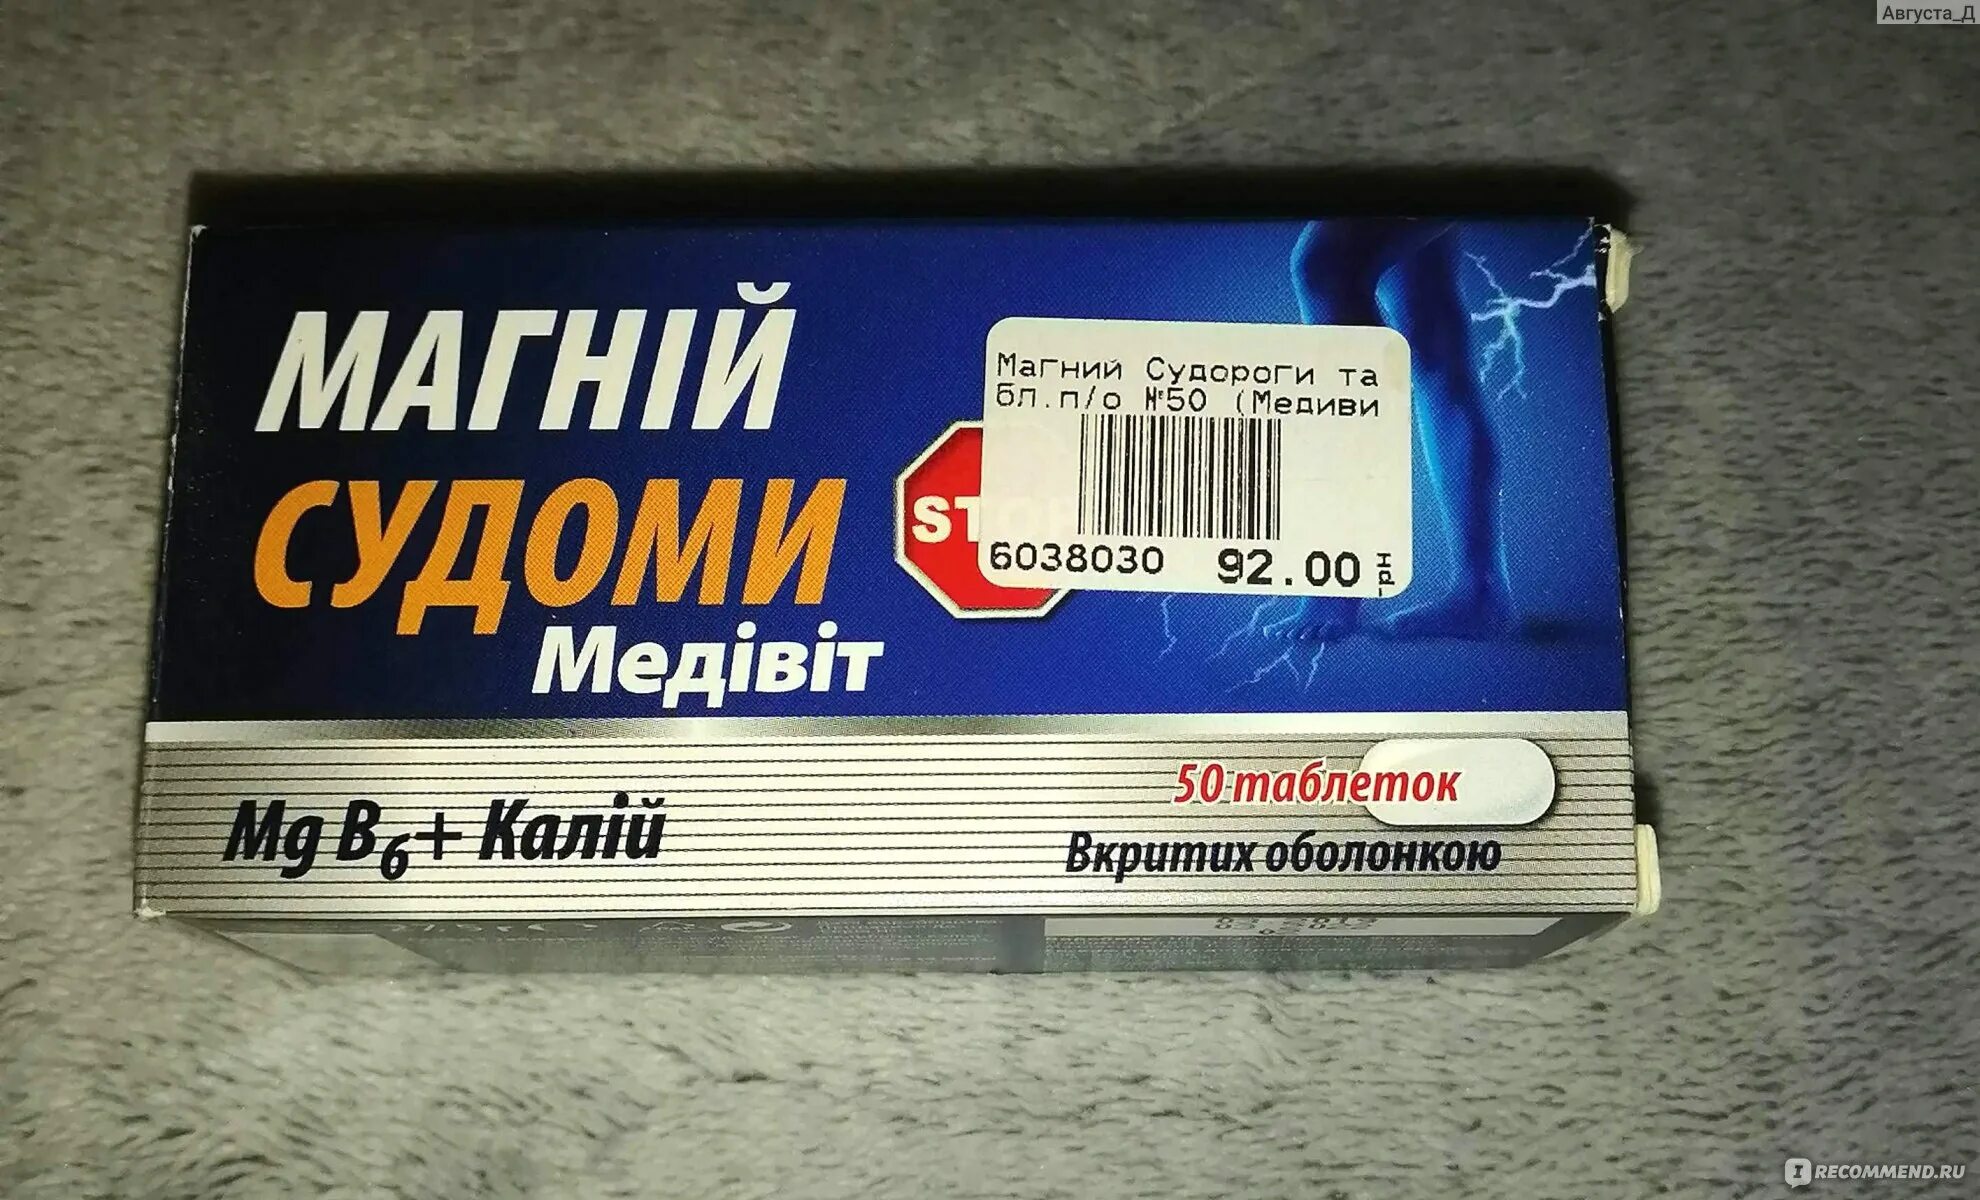 Августа_Д
МАГНІЙ
СУДОМИ
Медівіт
Магний Судороги та
бл.п/о №50 (Медиви
6038030 92.00 грн
Mg B6 + Калій
50 таблеток
Вкритих оболонкою
IRECOMMEND.RU